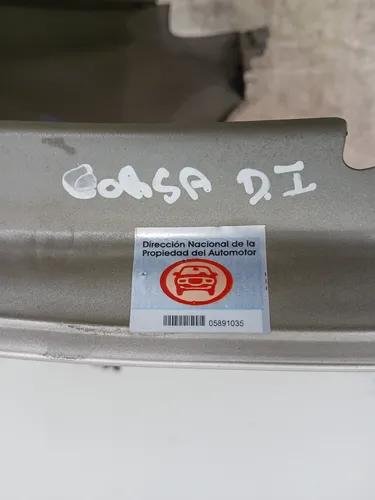 CORSA D.I
Dirección Nacional de la
Propiedad del Automotor
05891035